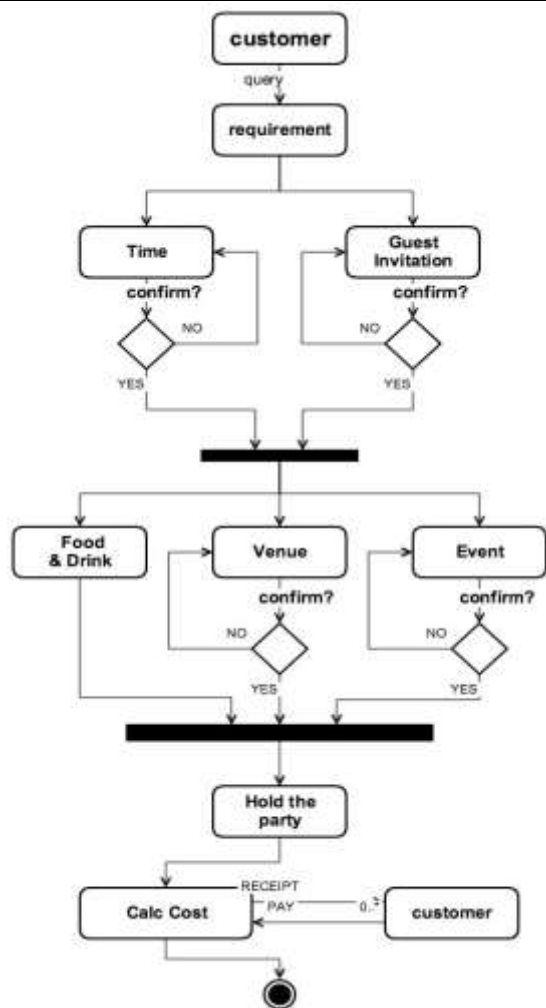 customer
query
requirement
Time
Guest
Invitation
confirm?
confirm?
NO
NO
YES
YES
Food
& Drink
Venue
Event
confirm?
confirm?
NO
NO
YES
YES
Hold the
party
RECEIPT
Calc Cost
PAY
customer